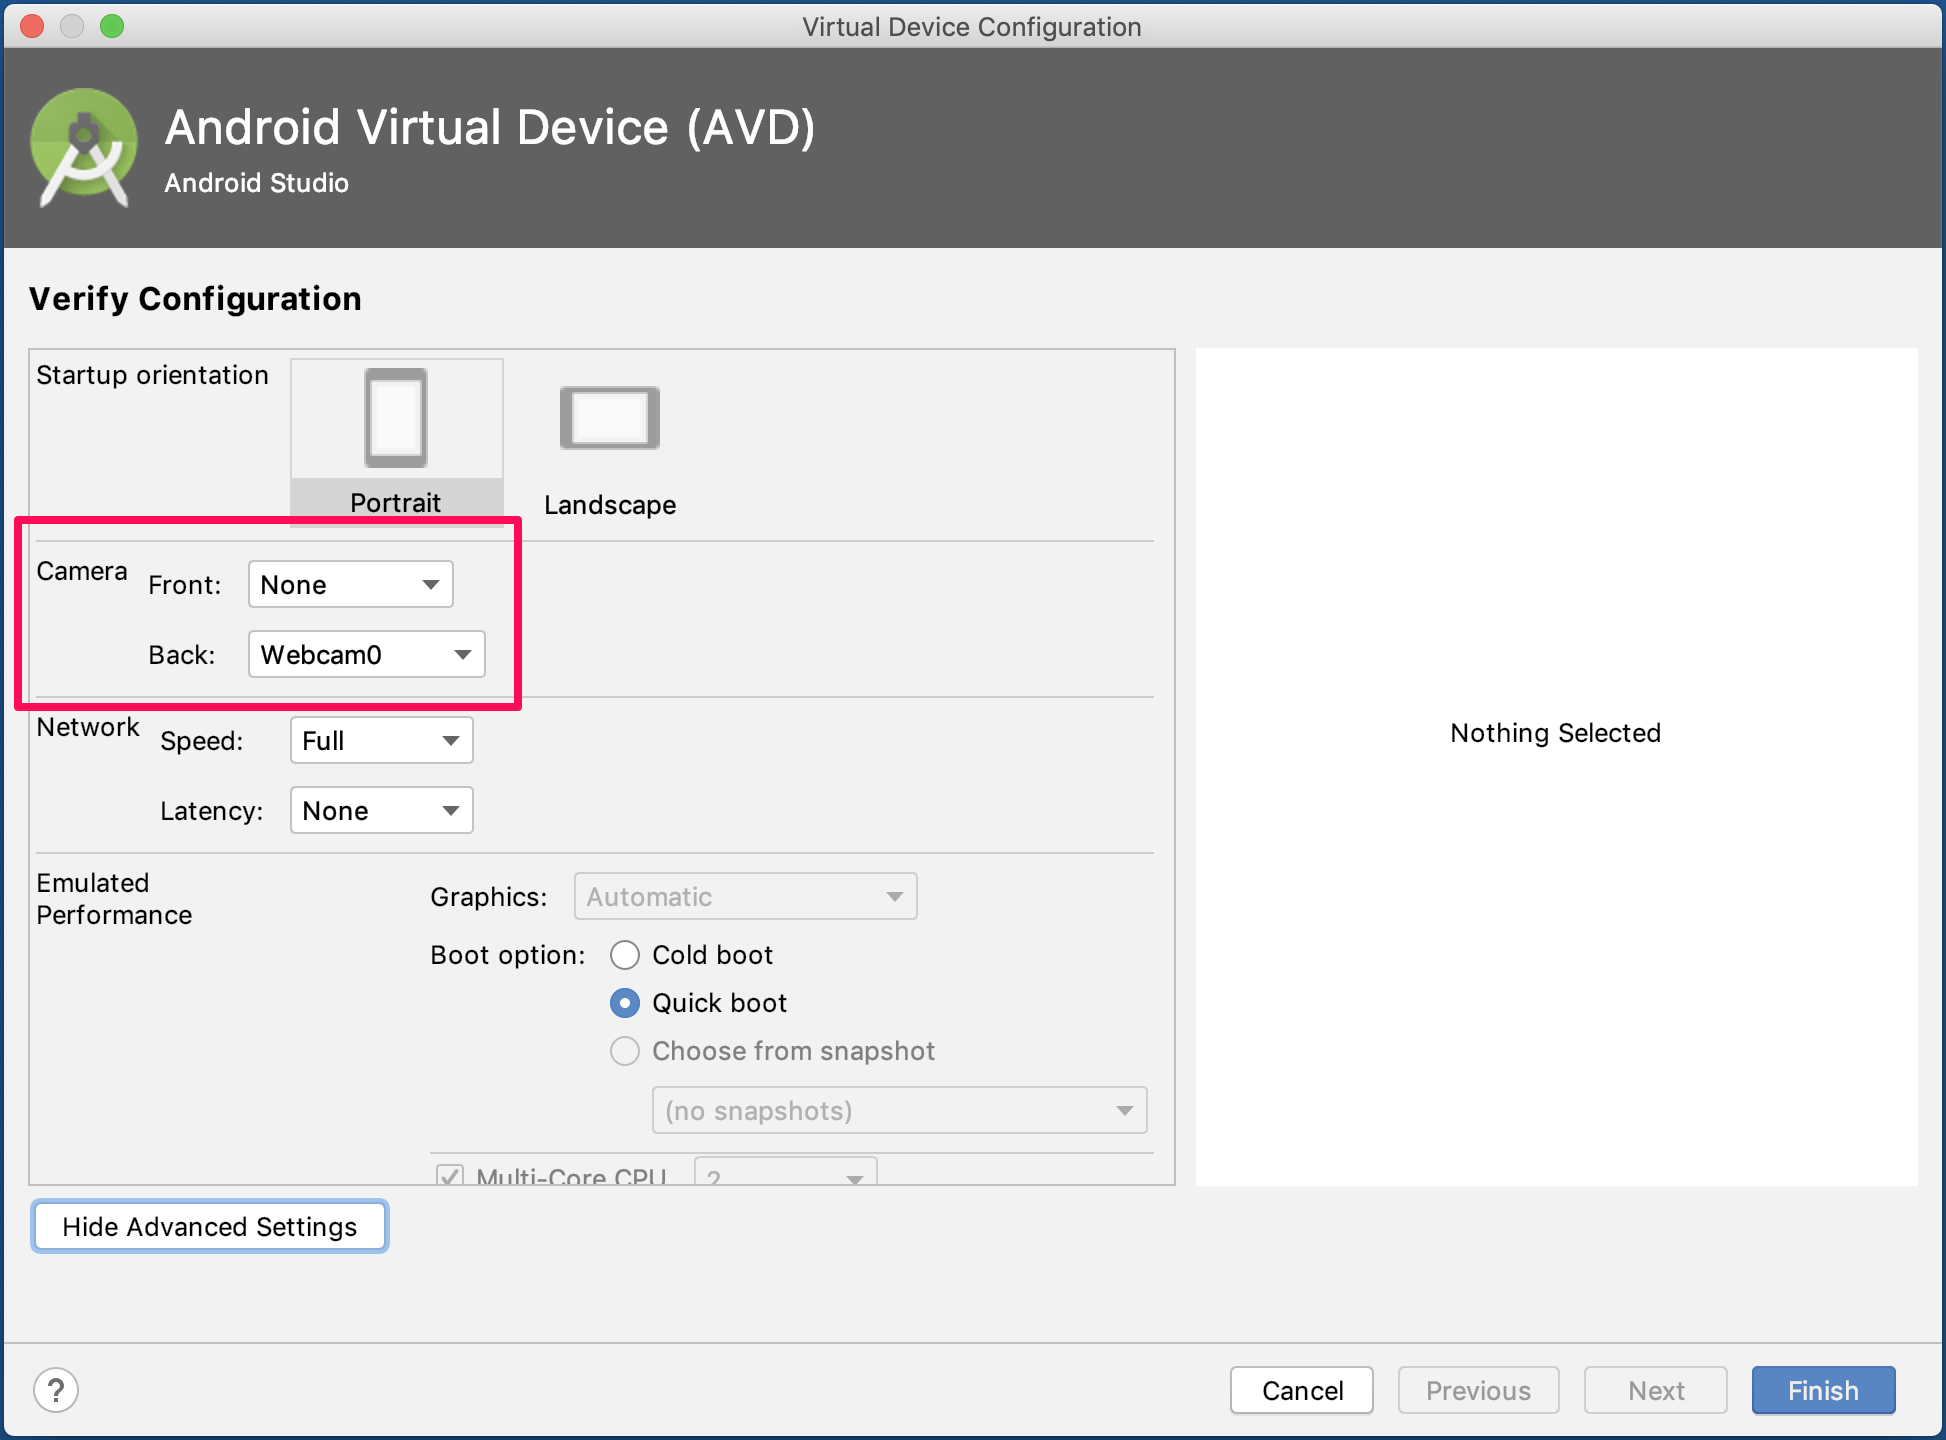 Virtual Device Configuration
Android Virtual Device (AVD)
Android Studio
Verify Configuration
Startup orientation
Portrait
Landscape
Camera
Front: None
Back: Webcam0
Network
Speed: Full
Latency: None
Emulated
Performance
Graphics: Automatic
Boot option: Cold boot
Quick boot
Choose from snapshot
(no snapshots)
Multi-Core CPU 2
Nothing Selected
Hide Advanced Settings
?
Cancel
Previous
Next
Finish